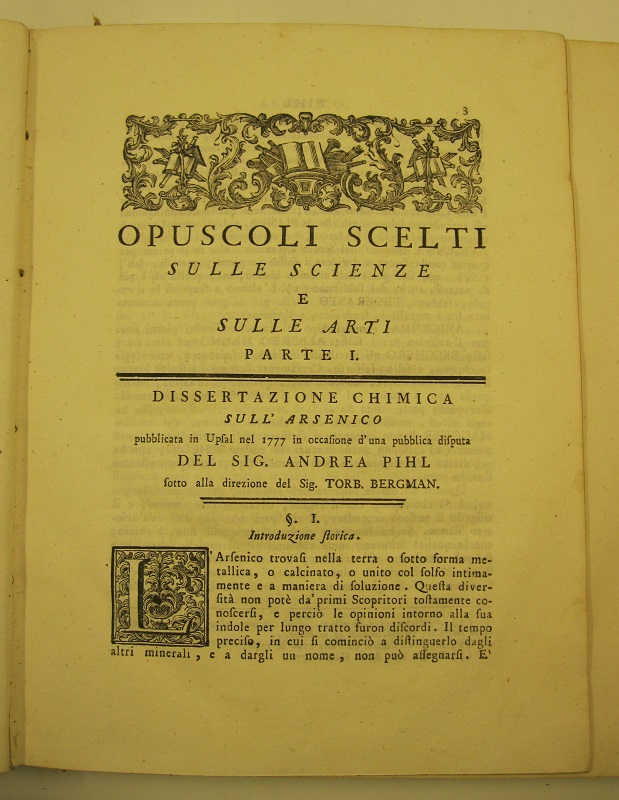 3
OPUSCOLI SCELTI
SULLE SCIENZE
E
SULLE ARTI
PARTE I.
DISSERTAZIONE CHIMICA
SULL' ARSENICO
pubblicata in Upſal nel 1777 in occaſione d'una pubblica diſputa
DEL SIG. ANDREA PIHL
ſotto alla direzione del Sig. TORB. BERGMAN.
§. I.
Introduzione ſtorica.
L'Arſenico trovaſi nella terra o ſotto forma me-
tallica, o calcinato, o unito col ſolfo intima-
mente e a maniera di ſoluzione. Queſta diver-
ſità non potè da'primi Scopritori toſtamente co-
noſcerſi, e perciò le opinioni intorno alla sua
indole per lungo tratto furon diſcordi. Il tempo
preciſo, in cui ſi cominciò a diſtinguerlo dagli
altri minerali, e a dargli uu nome, non può aſſegnarſi. E'